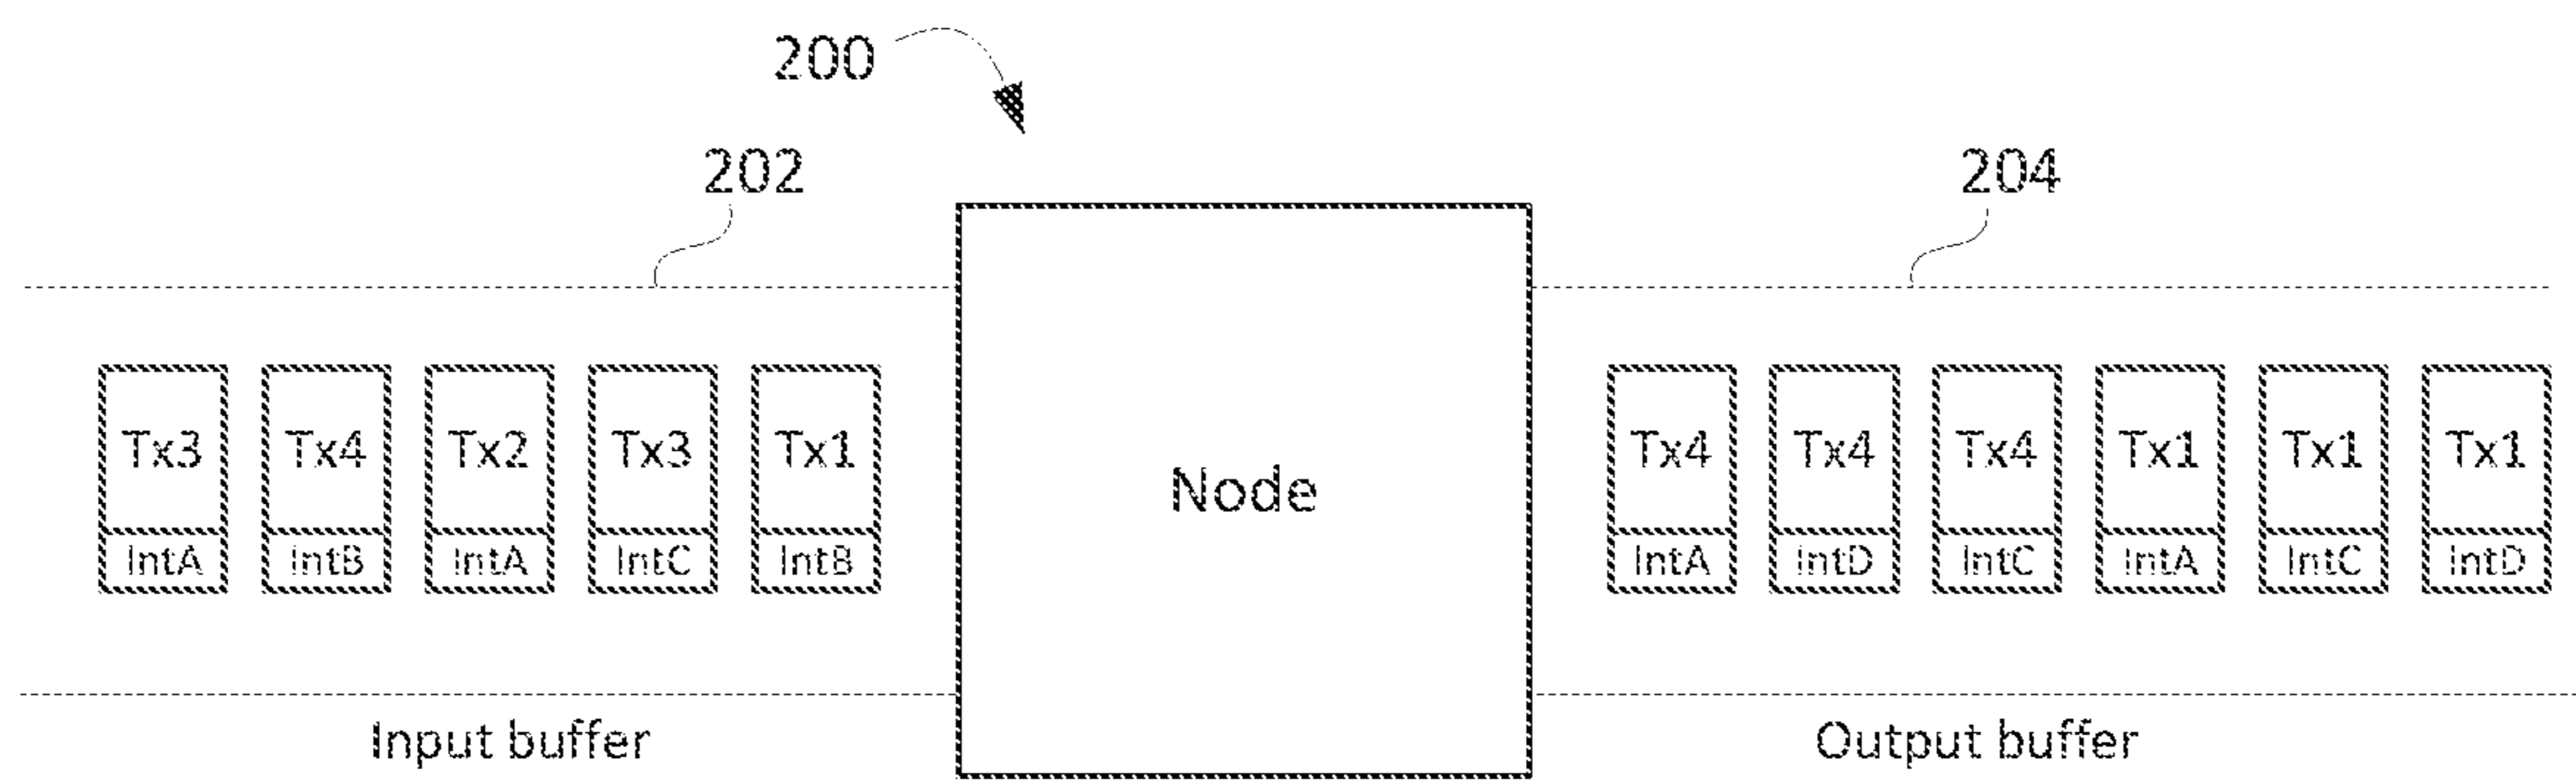 200
202
204
Tx3 Tx4 Tx2 Tx3 Tx1
IntA IntB IntA IntC IntB
Node
Tx4 Tx4 Tx4 Tx1 Tx1 Tx1
IntA IntD IntC IntA IntC IntD
Input buffer
Output buffer